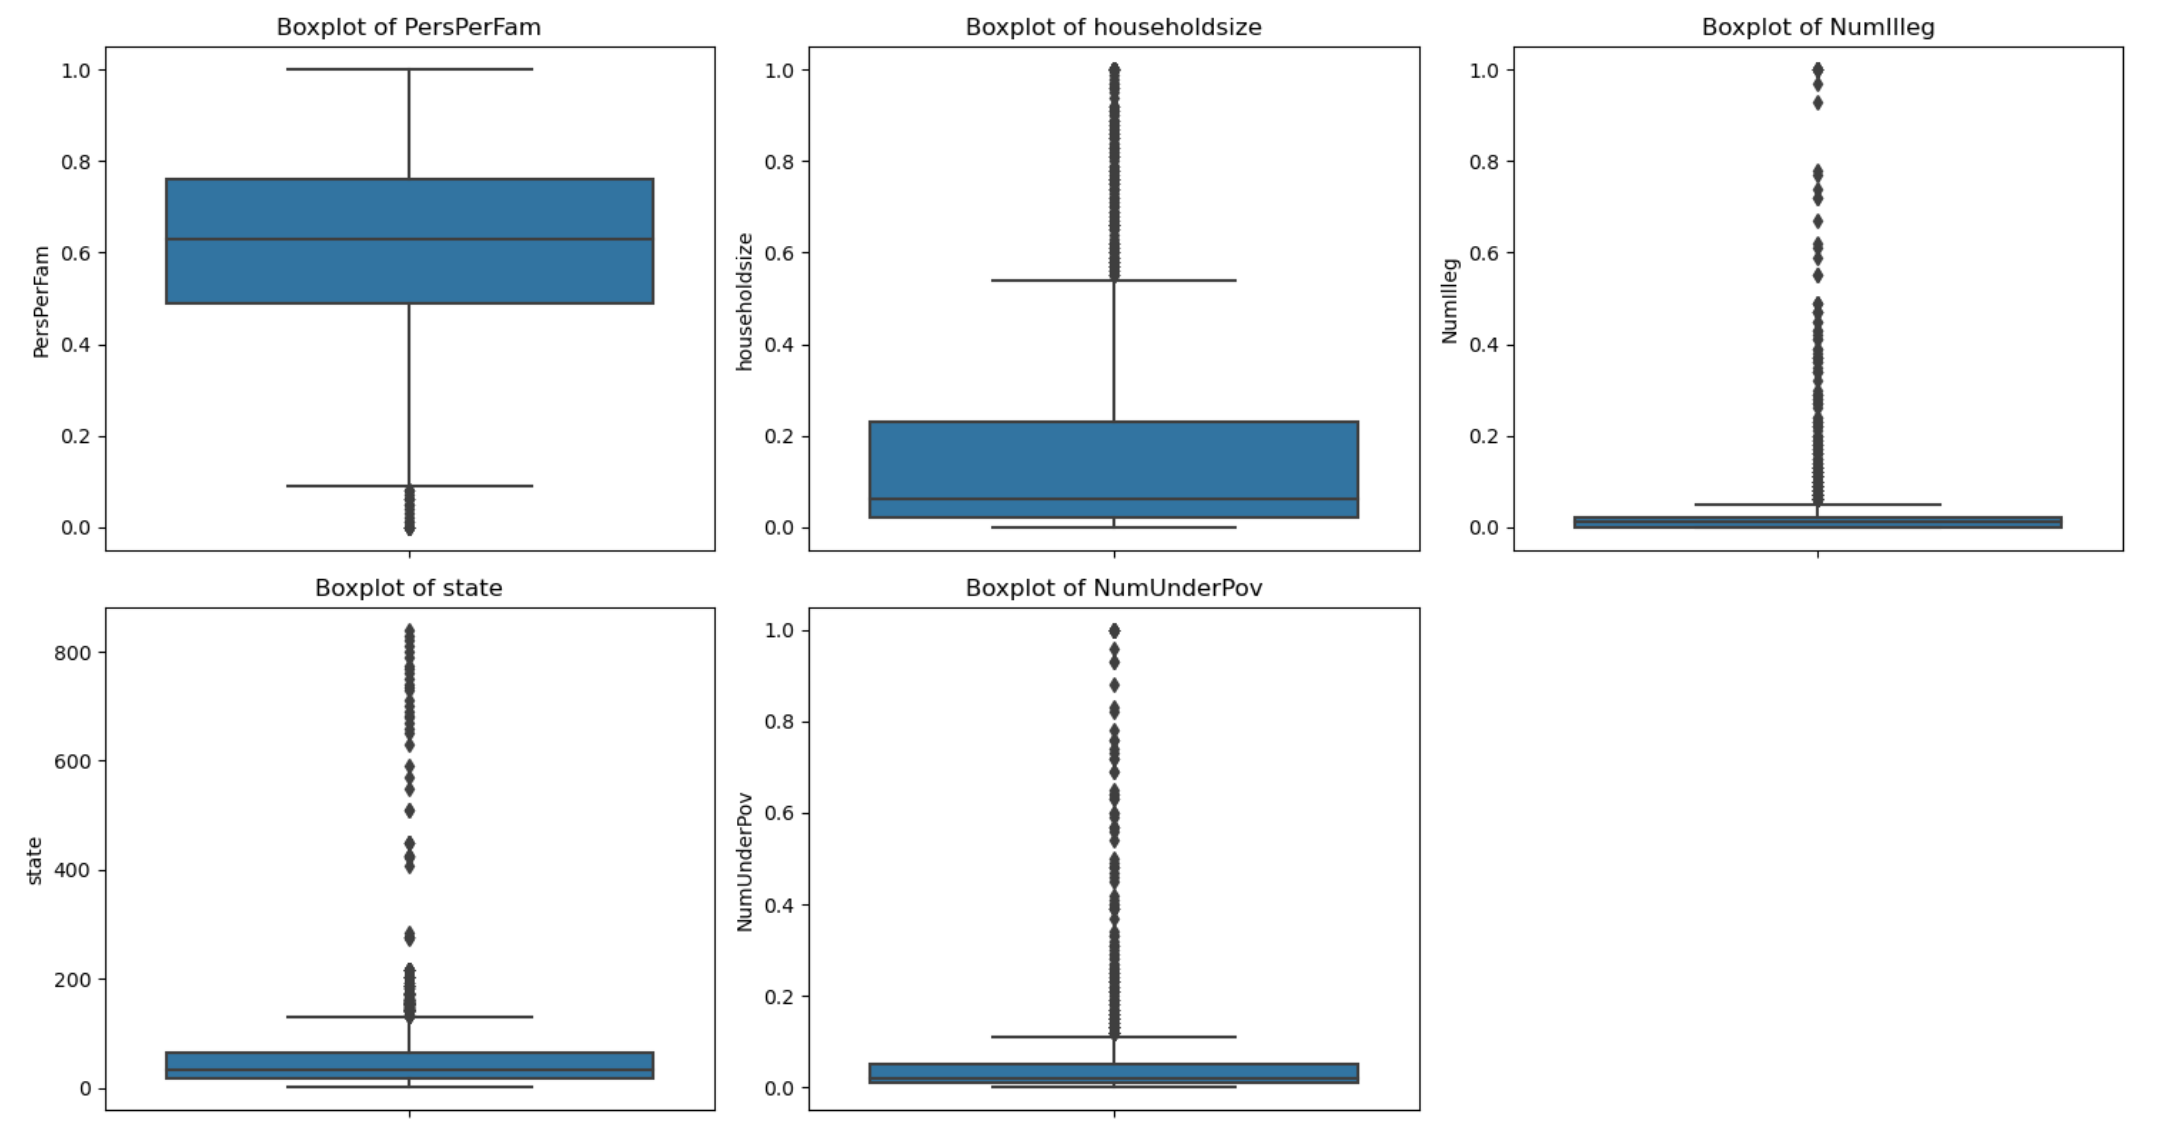 Boxplot of PersPerFam
1.0
0.8
0.6
0.4
0.2
0.0
PersPerFam
Boxplot of householdsize
1.0
0.8
0.6
0.4
0.2
0.0
householdsize
Boxplot of NumIlleg
1.0
0.8
0.6
0.4
0.2
0.0
NumIlleg
Boxplot of state
800
600
400
200
0
state
Boxplot of NumUnderPov
1.0
0.8
0.6
0.4
0.2
0.0
NumUnderPov